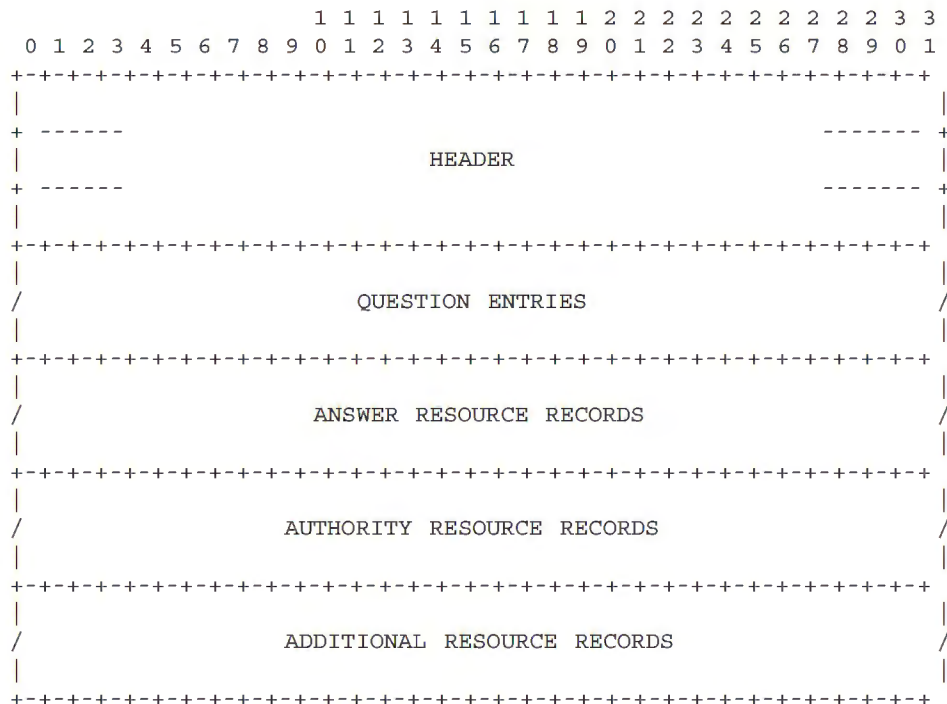 1 1 1 1 1 1 1 1 1 1 2 2 2 2 2 2 2 2 2 2 3 3
 0 1 2 3 4 5 6 7 8 9 0 1 2 3 4 5 6 7 8 9 0 1 2 3 4 5 6 7 8 9 0 1
+-+-+-+-+-+-+-+-+-+-+-+-+-+-+-+-+-+-+-+-+-+-+-+-+-+-+-+-+-+-+-+-+
|                                                                |
+ ------                                                 ------- +
|                            HEADER                              |
+ ------                                                 ------- +
|                                                                |
+-+-+-+-+-+-+-+-+-+-+-+-+-+-+-+-+-+-+-+-+-+-+-+-+-+-+-+-+-+-+-+-+
|                                                                |
/                       QUESTION ENTRIES                         /
|                                                                |
+-+-+-+-+-+-+-+-+-+-+-+-+-+-+-+-+-+-+-+-+-+-+-+-+-+-+-+-+-+-+-+-+
|                                                                |
/                    ANSWER RESOURCE RECORDS                     /
|                                                                |
+-+-+-+-+-+-+-+-+-+-+-+-+-+-+-+-+-+-+-+-+-+-+-+-+-+-+-+-+-+-+-+-+
|                                                                |
/                  AUTHORITY RESOURCE RECORDS                    /
|                                                                |
+-+-+-+-+-+-+-+-+-+-+-+-+-+-+-+-+-+-+-+-+-+-+-+-+-+-+-+-+-+-+-+-+
|                                                                |
/                  ADDITIONAL RESOURCE RECORDS                   /
|                                                                |
+-+-+-+-+-+-+-+-+-+-+-+-+-+-+-+-+-+-+-+-+-+-+-+-+-+-+-+-+-+-+-+-+